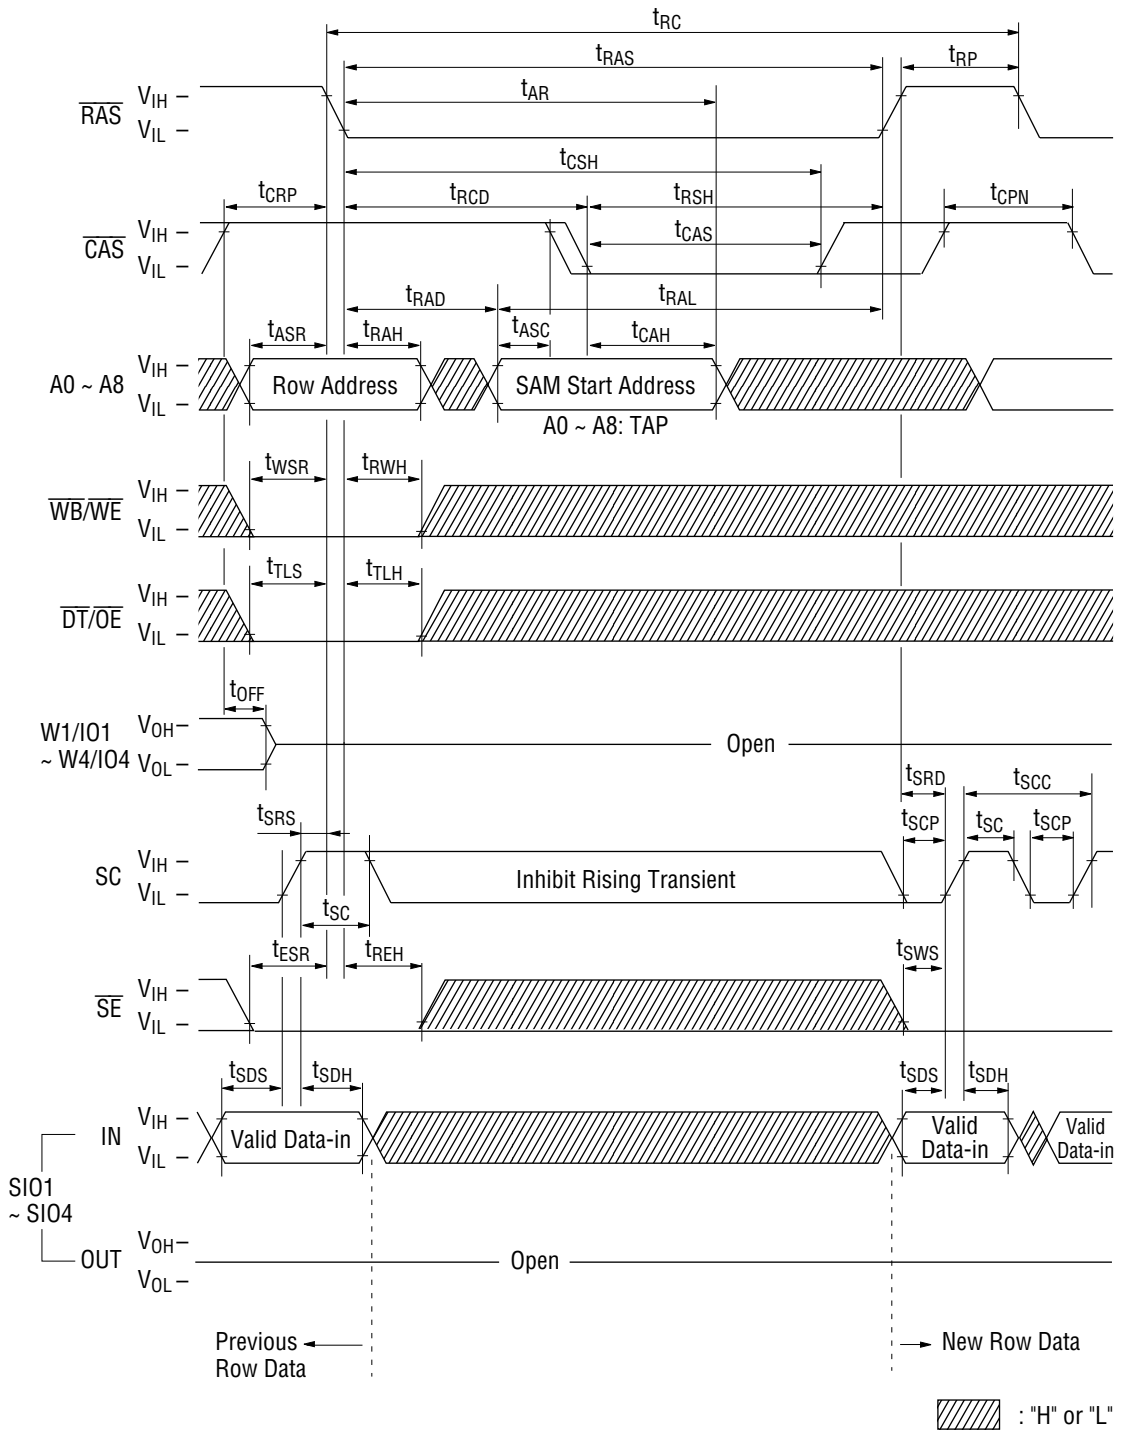 tRC
tRAS
tRP
tAR
RAS
VIH
VIL
tCSH
tCRP
tRCD
tRSH
tCPN
CAS
VIH
VIL
tCAS
tRAD
tRAL
tASR
tRAH
tASC
tCAH
A0 ~ A8
VIH
VIL
Row Address
SAM Start Address
A0 ~ A8: TAP
tWSR
tRWH
WB/WE
VIH
VIL
tTLS
tTLH
DT/OE
VIH
VIL
tOFF
W1/IO1
~ W4/IO4
VOH
VOL
Open
tSRD
tSCC
tSRS
tSCP
tSC
tSCP
SC
VIH
VIL
Inhibit Rising Transient
tSC
tESR
tREH
tSWS
SE
VIH
VIL
tSDS
tSDH
tSDS
tSDH
IN
VIH
VIL
Valid Data-in
Valid
Data-in
Valid
Data-in
SIO1
~ SIO4
OUT
VOH
VOL
Open
Previous
Row Data
New Row Data
: "H" or "L"